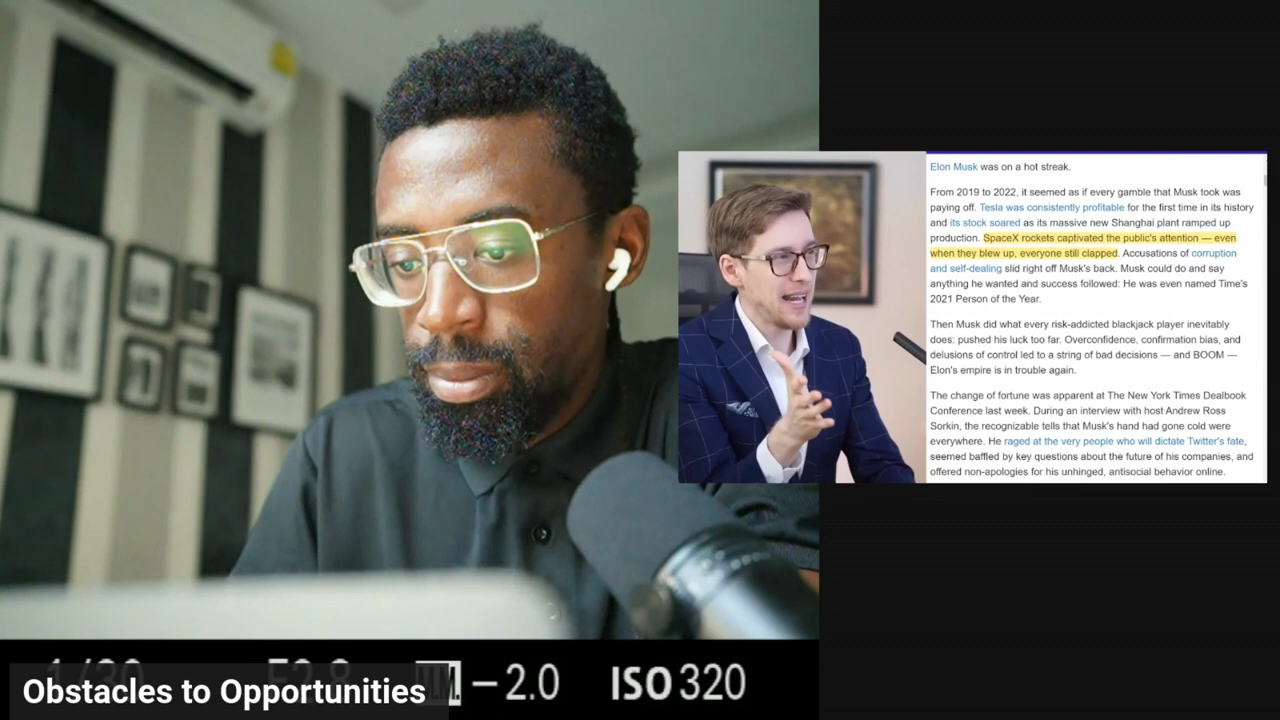 Elon Musk was on a hot streak.
From 2019 to 2022, it seemed as if every gamble that Musk took was
paying off. Tesla was consistently profitable for the first time in its history
and its stock soared as its massive new Shanghai plant ramped up
production. SpaceX rockets captivated the public's attention — even
when they blew up, everyone still clapped. Accusations of corruption
and self-dealing slid right off Musk's back. Musk could do and say
anything he wanted and success followed: He was even named Time's
2021 Person of the Year.
Then Musk did what every risk-addicted blackjack player inevitably
does: pushed his luck too far. Overconfidence, confirmation bias, and
delusions of control led to a string of bad decisions — and BOOM —
Elon's empire is in trouble again.
The change of fortune was apparent at The New York Times Dealbook
Conference last week. During an interview with host Andrew Ross
Sorkin, the recognizable tells that Musk's hand had gone cold were
everywhere. He raged at the very people who will dictate Twitter's fate,
seemed baffled by key questions about the future of his companies, and
offered non-apologies for his unhinged, antisocial behavior online.
1/30 F2.8 M.M. –2.0 ISO 320
Obstacles to Opportunities